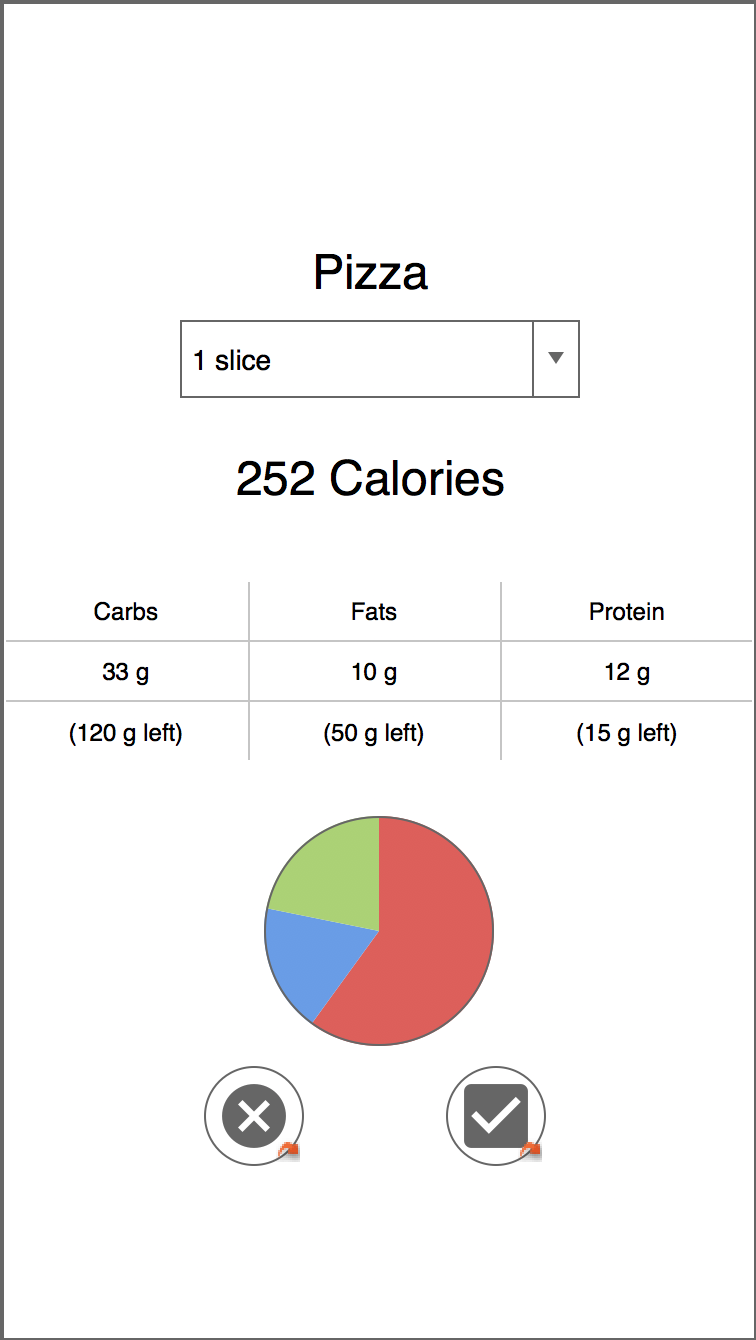 Pizza
1 slice
252 Calories
Carbs Fats Protein
33 g 10 g 12 g
(120 g left) (50 g left) (15 g left)